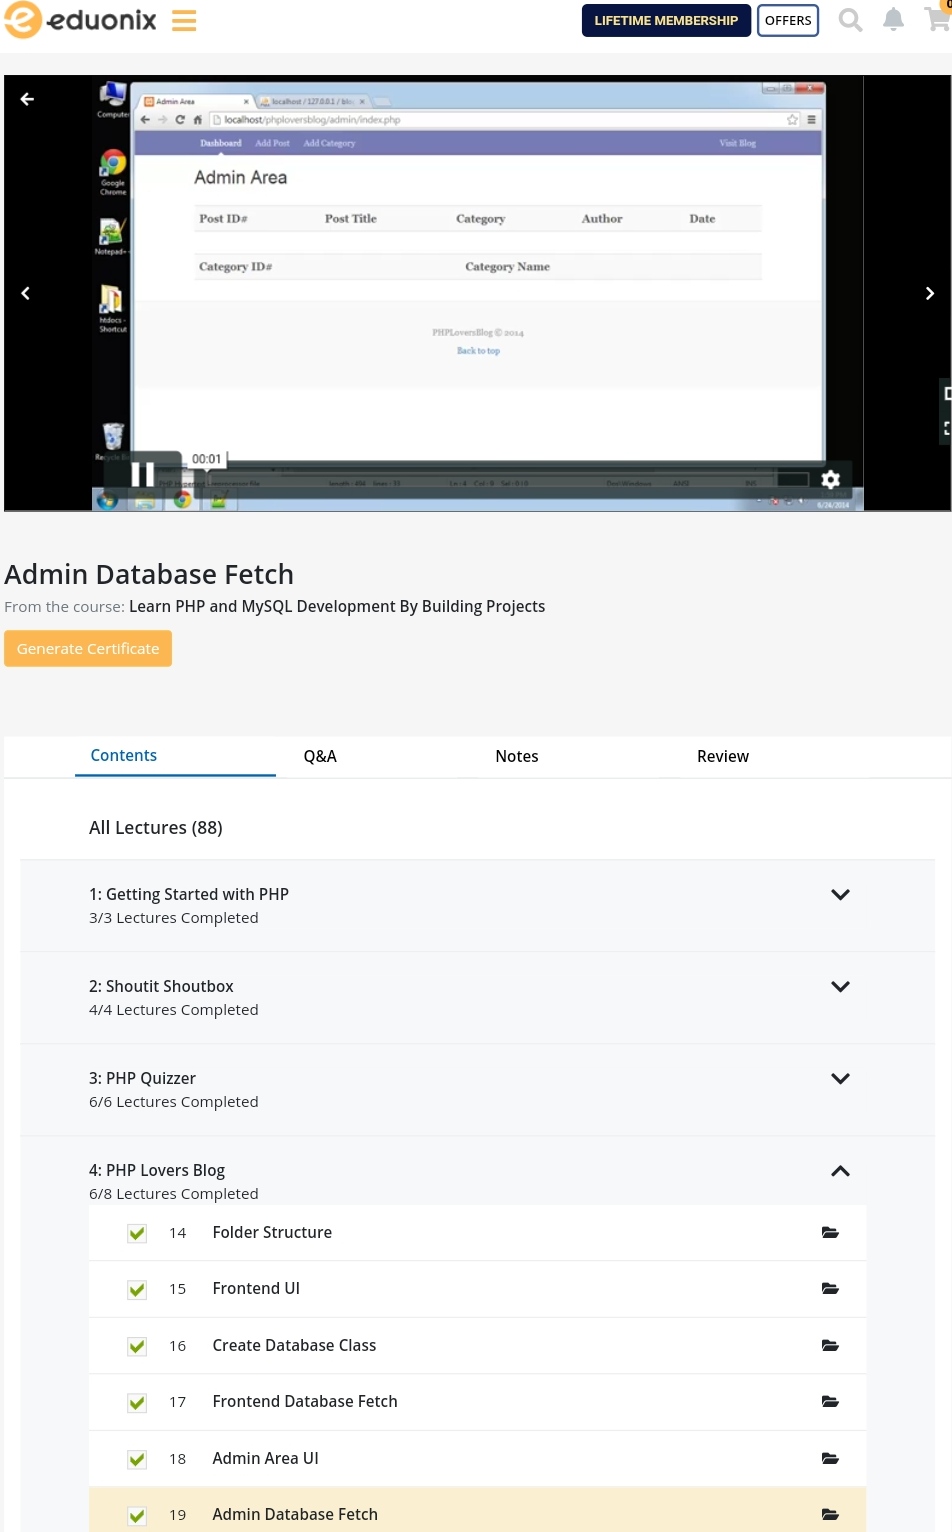 eduonix
LIFETIME MEMBERSHIP
OFFERS
0
Admin Area
localhost / 127.0.0.1 / blo
localhost/phploversblog/admin/index.php
Dashboard Add Post Add Category Visit Blog
Admin Area
Post ID# Post Title Category Author Date
Category ID# Category Name
PHPLoversBlog © 2014
Back to top
Computer
Google
Chrome
Notepad++
htdocs -
Shortcut
00:01
6/24/2014
Admin Database Fetch
From the course: Learn PHP and MySQL Development By Building Projects
Generate Certificate
Contents
Q&A
Notes
Review
All Lectures (88)
1: Getting Started with PHP
3/3 Lectures Completed
2: Shoutit Shoutbox
4/4 Lectures Completed
3: PHP Quizzer
6/6 Lectures Completed
4: PHP Lovers Blog
6/8 Lectures Completed
14 Folder Structure
15 Frontend UI
16 Create Database Class
17 Frontend Database Fetch
18 Admin Area UI
19 Admin Database Fetch